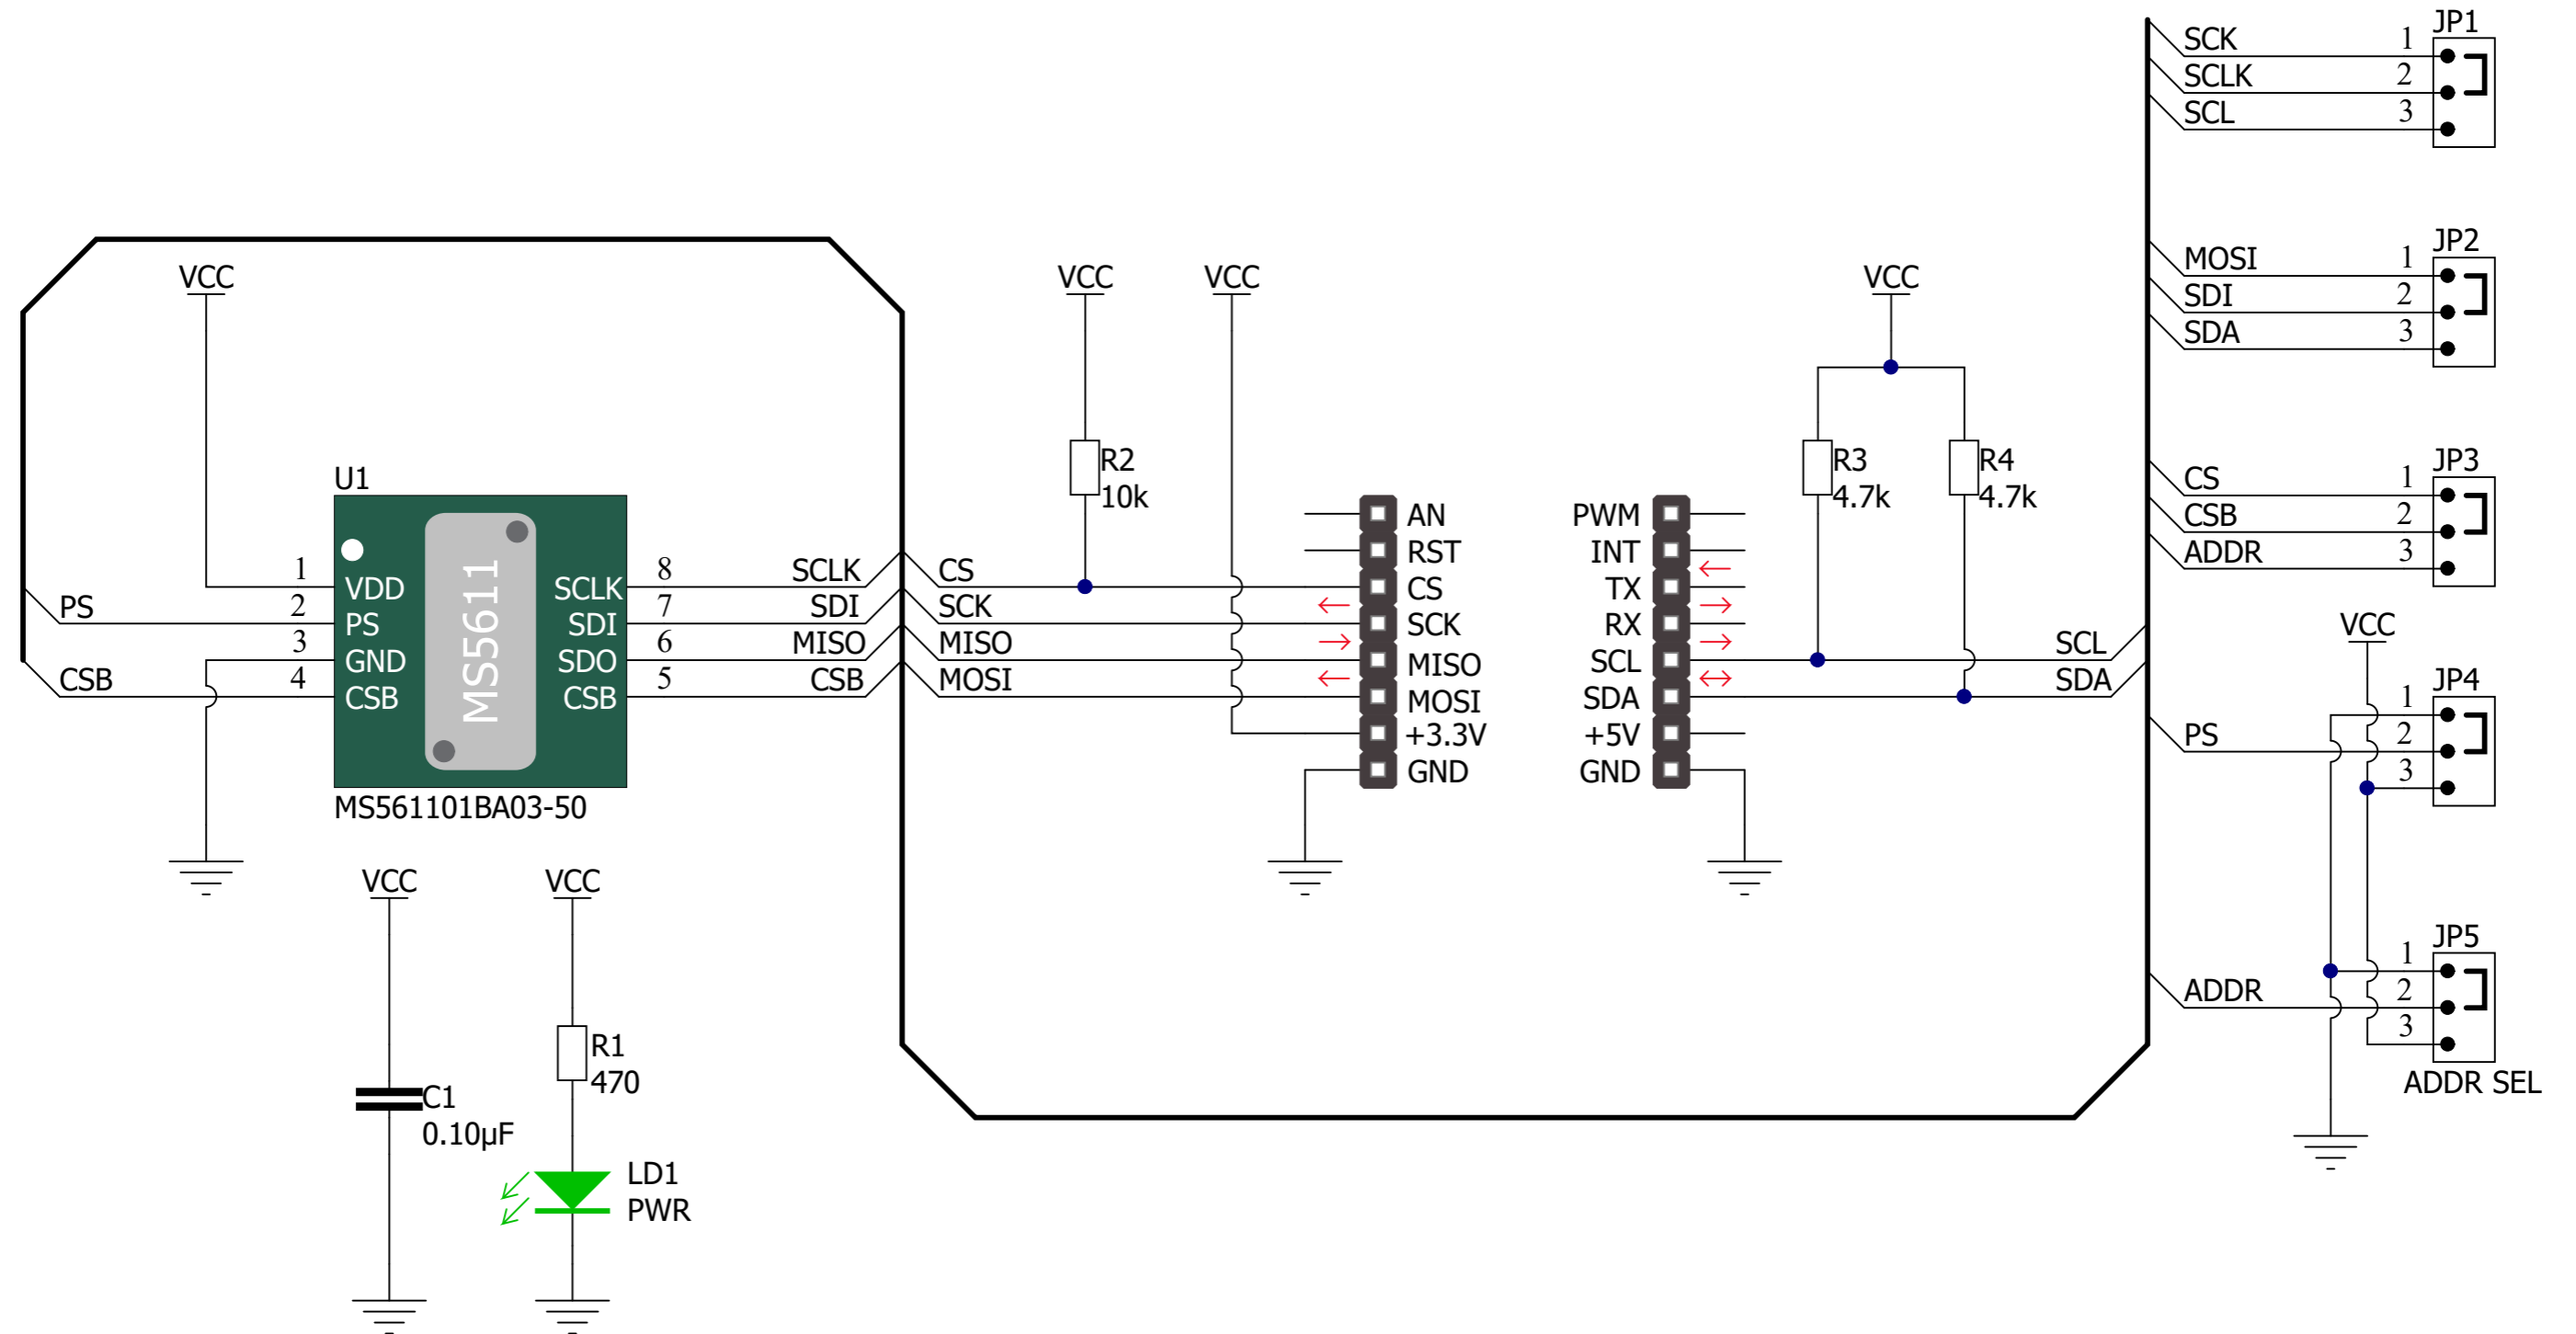 JP1
SCK 1
SCLK 2
SCL 3
JP2
MOSI 1
SDI 2
SDA 3
JP3
CS 1
CSB 2
ADDR 3
VCC
JP4
1
PS 2
3
JP5
1
ADDR 2
3
ADDR SEL
VCC
VCC
VCC
VCC
U1
1 VDD
2 PS
PS
3 GND
4 CSB
CSB
MS5611
SCLK 8 SCLK
SDI 7 SDI
SDO 6 MISO
CSB 5 CSB
MS561101BA03-50
CS
SCK
MISO
MOSI
R2
10k
AN
RST
CS
SCK
MISO
MOSI
+3.3V
GND
PWM
INT
TX
RX
SCL
SDA
+5V
GND
R3
4.7k
R4
4.7k
SCL
SDA
VCC
C1
0.10µF
VCC
R1
470
LD1
PWR